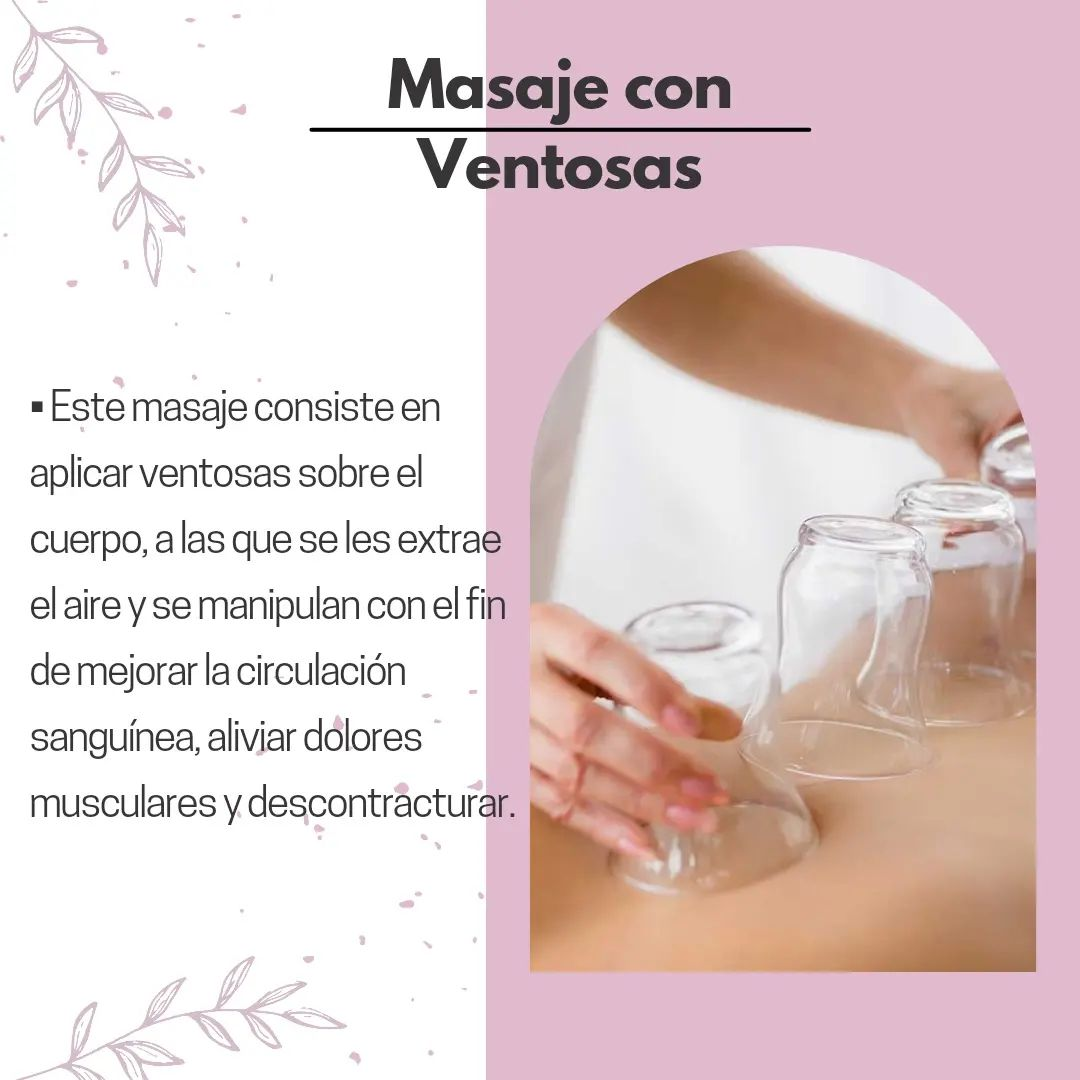 Masaje con
Ventosas
▪ Este masaje consiste en
aplicar ventosas sobre el
cuerpo, a las que se les extrae
el aire y se manipulan con el fin
de mejorar la circulación
sanguínea, aliviar dolores
musculares y descontracturar.